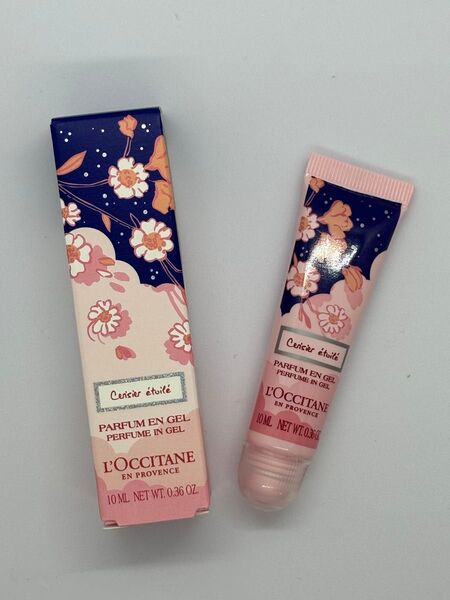 Cerisier étoilé
PARFUM EN GEL
PERFUME IN GEL
L'OCCITANE
EN PROVENCE
10 ML NET WT. 0.36 OZ.
Cerisier étoilé
PARFUM EN GEL
PERFUME IN GEL
L'OCCITANE
EN PROVENCE
10 ML NET WT. 0.36 OZ.